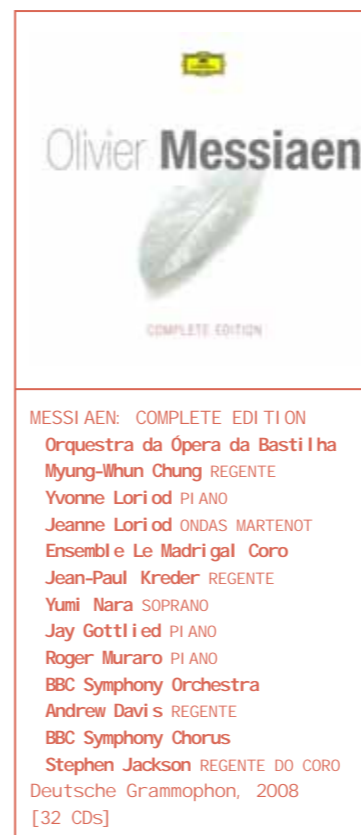 Olivier Messiaen
COMPLETE EDITION
MESSIAEN: COMPLETE EDITION
Orquestra da Ópera da Bastilha
Myung-Whun Chung REGENTE
Yvonne Loriod PIANO
Jeanne Loriod ONDAS MARTENOT
Ensemble Le Madrigal Coro
Jean-Paul Kreder REGENTE
Yumi Nara SOPRANO
Jay Gottlied PIANO
Roger Muraro PIANO
BBC Symphony Orchestra
Andrew Davis REGENTE
BBC Symphony Chorus
Stephen Jackson REGENTE DO CORO
Deutsche Grammophon, 2008
[32 CDs]